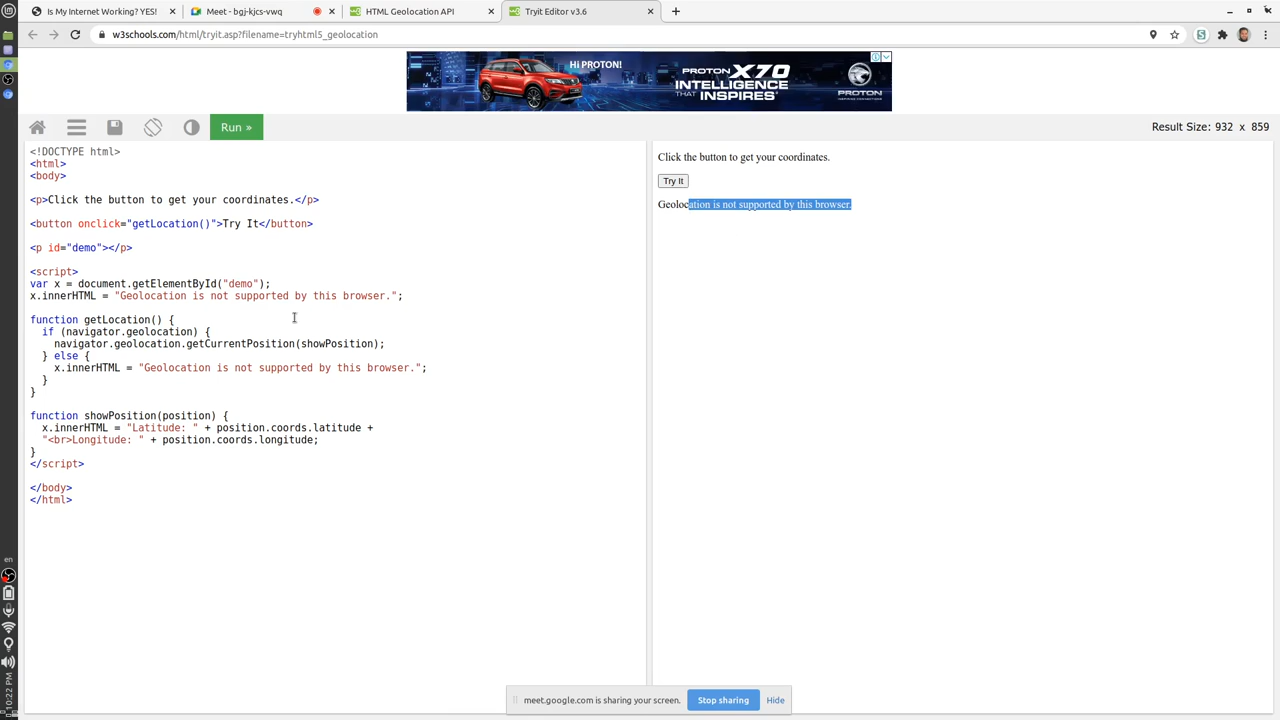 Is My Internet Working? YES!
Meet - bgj-kjcs-vwq
HTML Geolocation API
Tryit Editor v3.6
w3schools.com/html/tryit.asp?filename=tryhtml5_geolocation
HI PROTON!
PROTON X70
INTELLIGENCE
THAT INSPIRES
PROTON
Run »
Result Size: 932 x 859
<!DOCTYPE html>
<html>
<body>
<p>Click the button to get your coordinates.</p>
<button onclick="getLocation()">Try It</button>
<p id="demo"></p>
<script>
var x = document.getElementById("demo");
x.innerHTML = "Geolocation is not supported by this browser.";
function getLocation() {
if (navigator.geolocation) {
navigator.geolocation.getCurrentPosition(showPosition);
} else {
x.innerHTML = "Geolocation is not supported by this browser.";
}
}
function showPosition(position) {
x.innerHTML = "Latitude: " + position.coords.latitude +
"<br>Longitude: " + position.coords.longitude;
}
</script>
</body>
</html>
Click the button to get your coordinates.
Try It
Geolocation is not supported by this browser.
en
10:22 PM
meet.google.com is sharing your screen.
Stop sharing
Hide